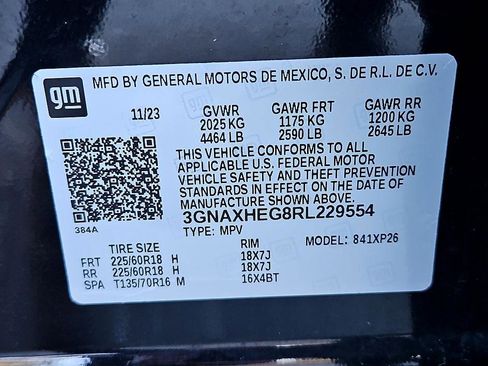 gm
MFD BY GENERAL MOTORS DE MEXICO, S. DE R.L. DE C.V.
11/23 GVWR GAWR FRT GAWR RR
2025 KG 1175 KG 1200 KG
4464 LB 2590 LB 2645 LB
THIS VEHICLE CONFORMS TO ALL
APPLICABLE U.S. FEDERAL MOTOR
VEHICLE SAFETY AND THEFT PREVENTION
STANDARDS IN EFFECT ON THE DATE OF
MANUFACTURE SHOWN ABOVE.
3GNAXHEG8RL229554
384A
TYPE: MPV MODEL: 841XP26
TIRE SIZE RIM
FRT 225/60R18 H 18X7J
RR 225/60R18 H 18X7J
SPA T135/70R16 M 16X4BT